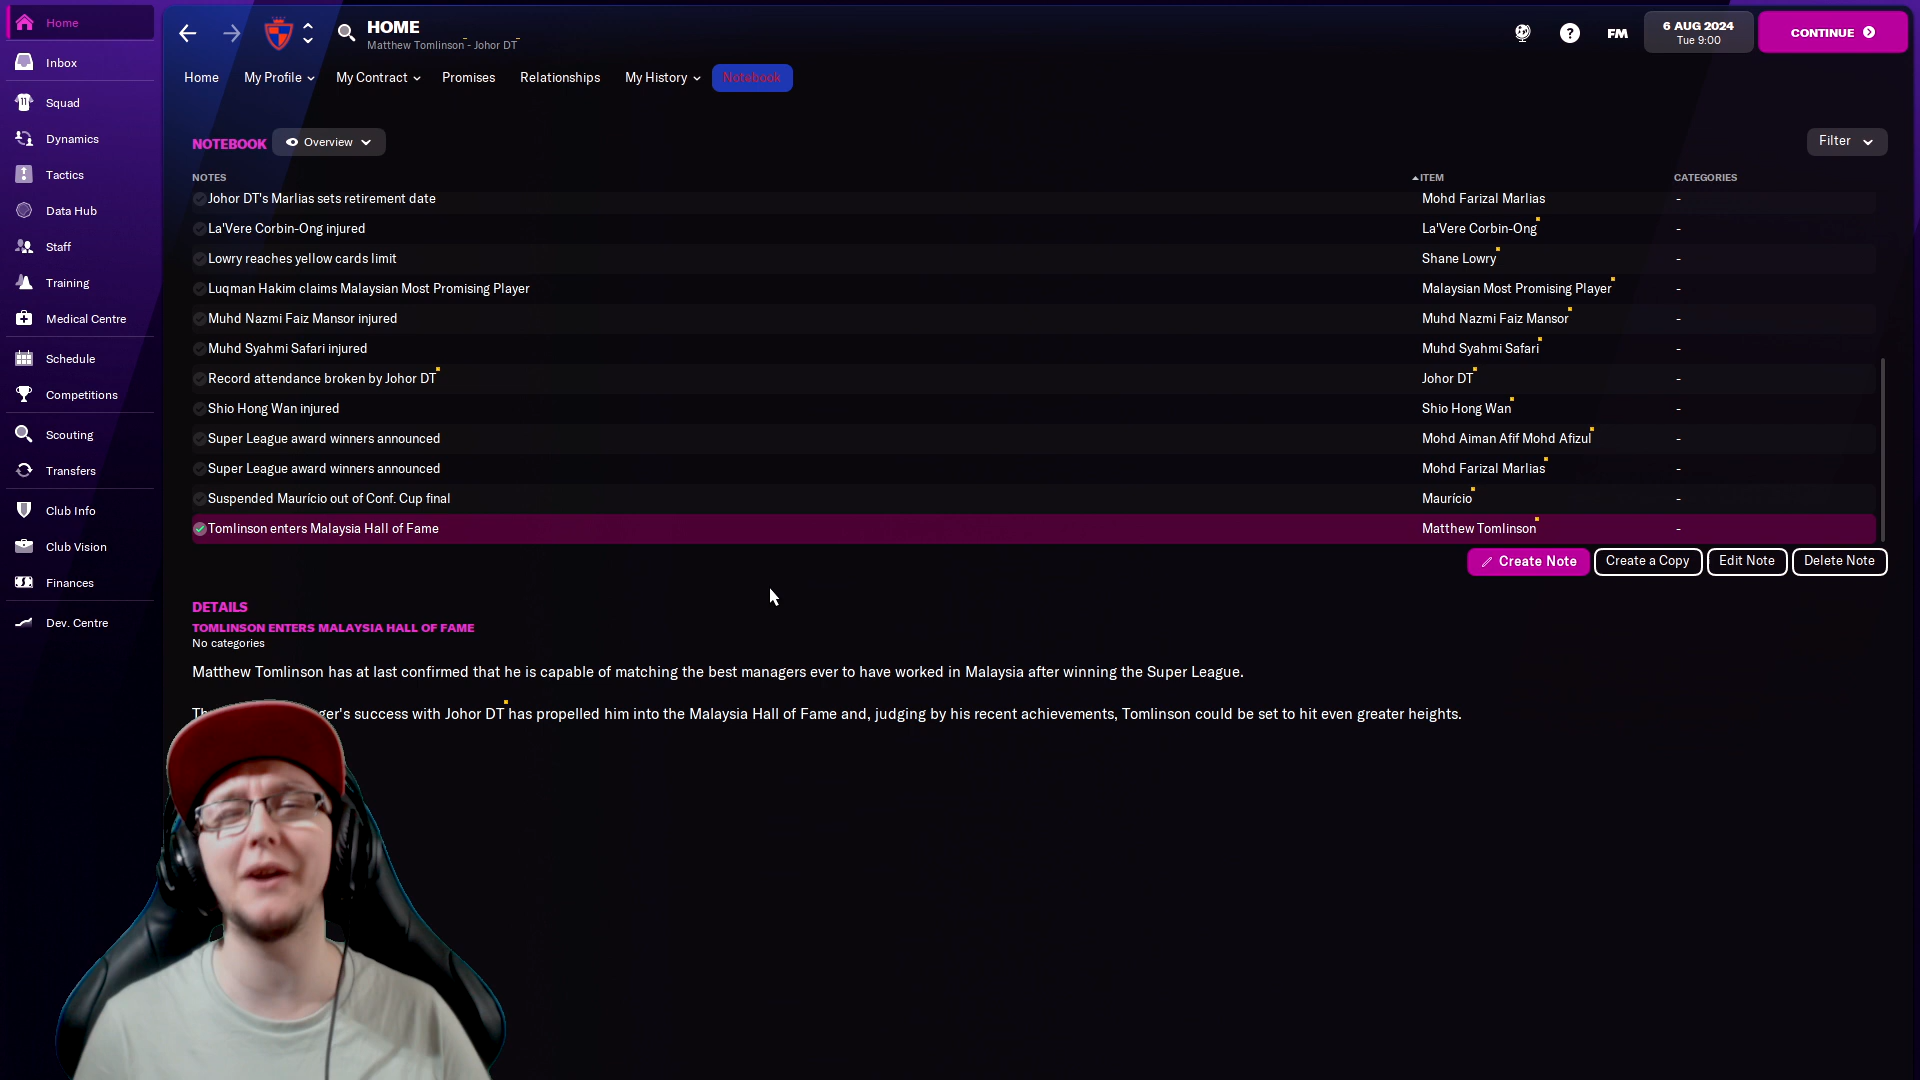 Home
Inbox
Squad
Dynamics
Tactics
Data Hub
Staff
Training
Medical Centre
Schedule
Competitions
Scouting
Transfers
Club Info
Club Vision
Finances
Dev. Centre
HOME
Matthew Tomlinson - Johor DT
FM
6 AUG 2024
Tue 9:00
CONTINUE
Home My Profile My Contract Promises Relationships My History Notebook
NOTEBOOK Overview Filter
NOTES ITEM CATEGORIES
Johor DT's Marlias sets retirement date Mohd Farizal Marlias -
La'Vere Corbin-Ong injured La'Vere Corbin-Ong -
Lowry reaches yellow cards limit Shane Lowry -
Luqman Hakim claims Malaysian Most Promising Player Malaysian Most Promising Player -
Muhd Nazmi Faiz Mansor injured Muhd Nazmi Faiz Mansor -
Muhd Syahmi Safari injured Muhd Syahmi Safari -
Record attendance broken by Johor DT Johor DT -
Shio Hong Wan injured Shio Hong Wan -
Super League award winners announced Mohd Aiman Afif Mohd Afizul -
Super League award winners announced Mohd Farizal Marlias -
Suspended Maurício out of Conf. Cup final Maurício -
Tomlinson enters Malaysia Hall of Fame Matthew Tomlinson -
Create Note Create a Copy Edit Note Delete Note
DETAILS
TOMLINSON ENTERS MALAYSIA HALL OF FAME
No categories
Matthew Tomlinson has at last confirmed that he is capable of matching the best managers ever to have worked in Malaysia after winning the Super League.
success with Johor DT has propelled him into the Malaysia Hall of Fame and, judging by his recent achievements, Tomlinson could be set to hit even greater heights.